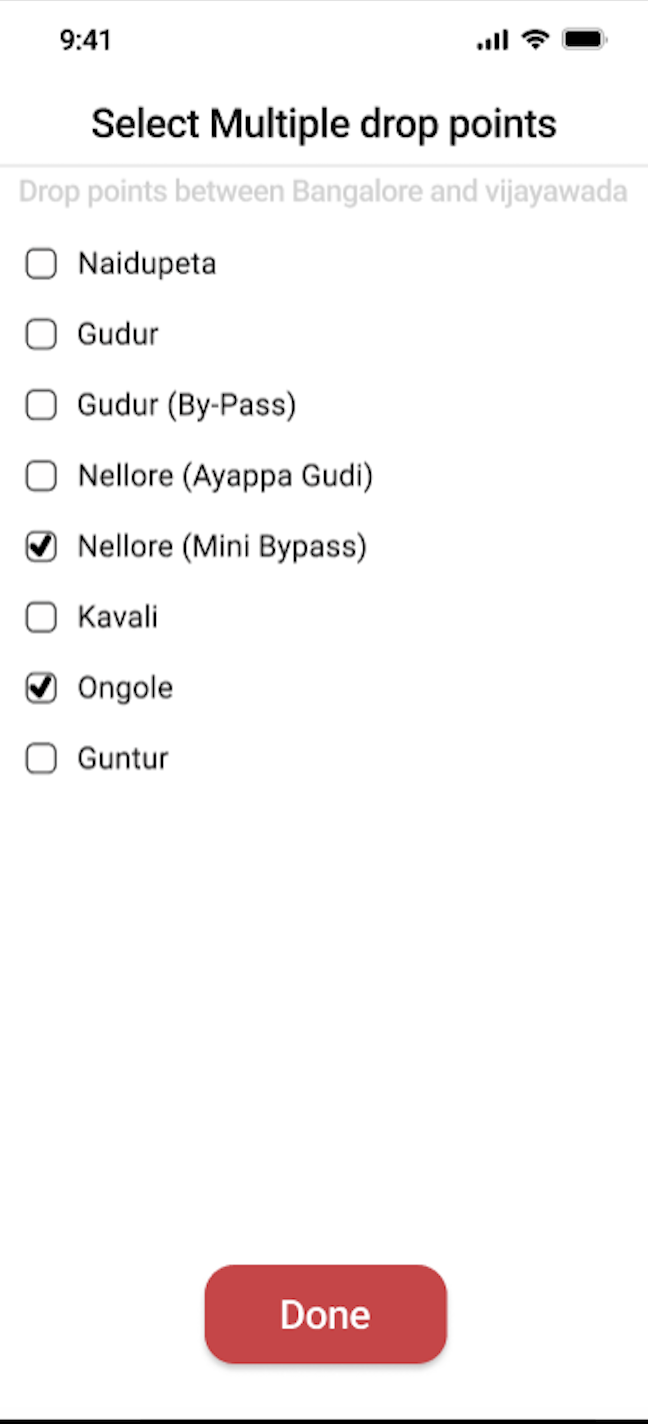 9:41
Select Multiple drop points
Drop points between Bangalore and vijayawada
Naidupeta
Gudur
Gudur (By-Pass)
Nellore (Ayappa Gudi)
Nellore (Mini Bypass)
Kavali
Ongole
Guntur
Done